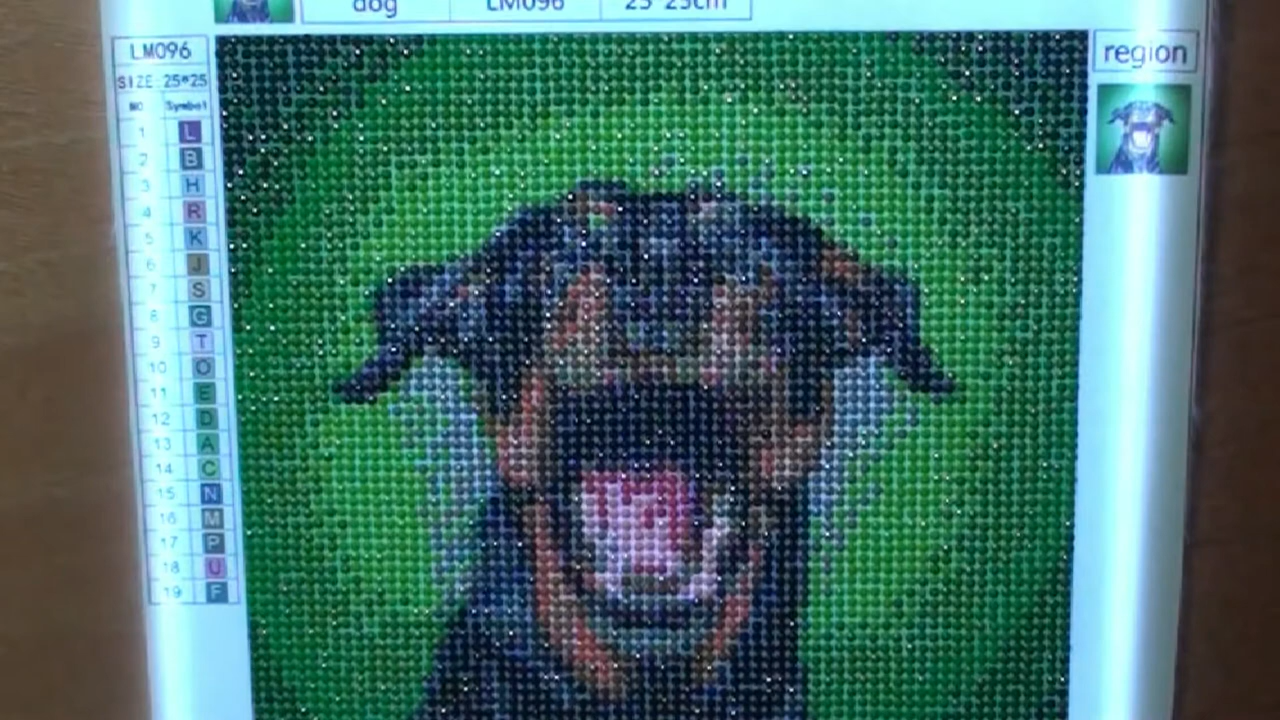 dog LM096 25*25cm
LM096
SIZE:25*25
NO Symbol
1 L
2 B
3 H
4 R
5 K
6 J
7 S
8 G
9 T
10 O
11 E
12 D
13 A
14 C
15 N
16 M
17 P
18 U
19 F
region